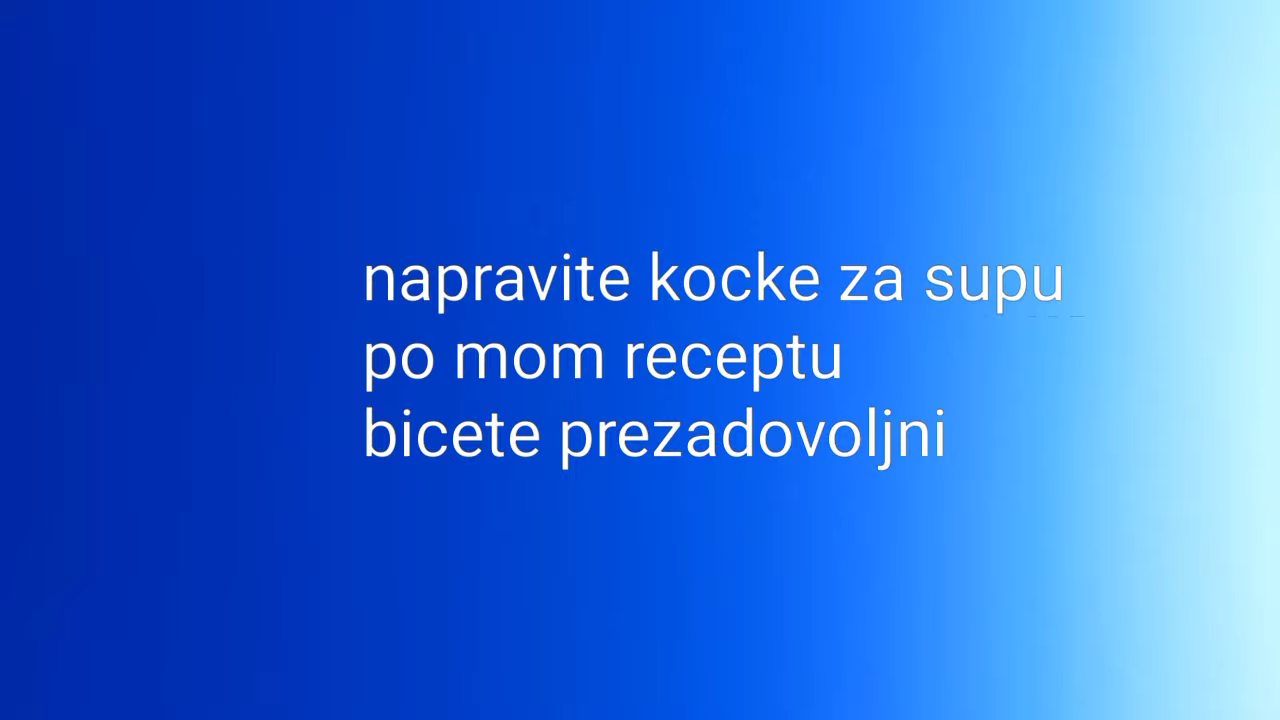 napravite kocke za supu
po mom receptu
bicete prezadovoljni